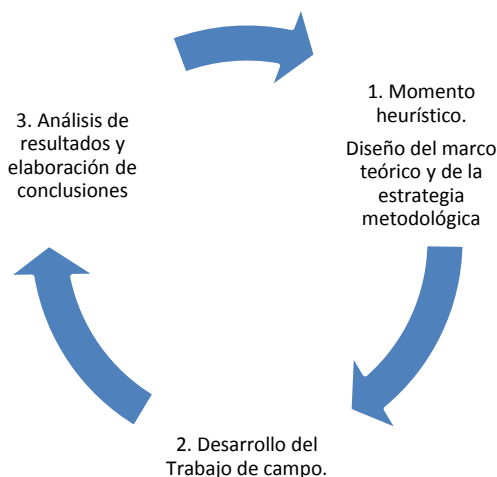 1. Momento
heurístico.
Diseño del marco
teórico y de la
estrategia
metodológica
2. Desarrollo del
Trabajo de campo.
3. Análisis de
resultados y
elaboración de
conclusiones